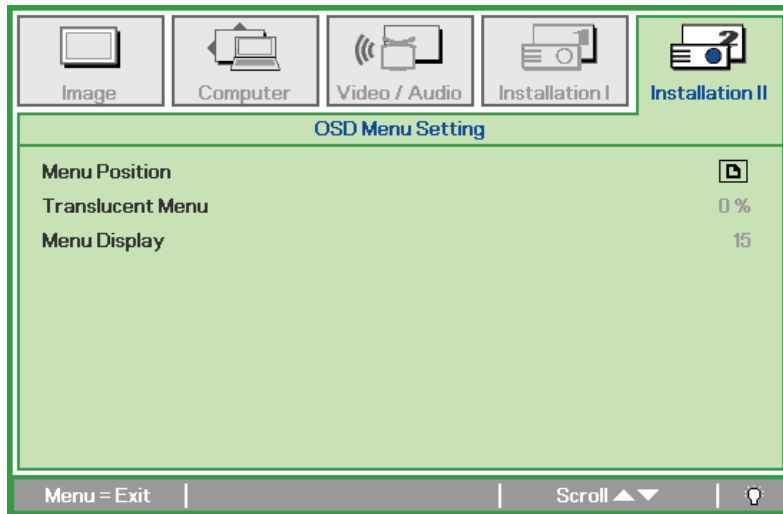 Image Computer Video / Audio Installation I Installation II
OSD Menu Setting
Menu Position
Translucent Menu 0 %
Menu Display 15
Menu = Exit Scroll ▲▼